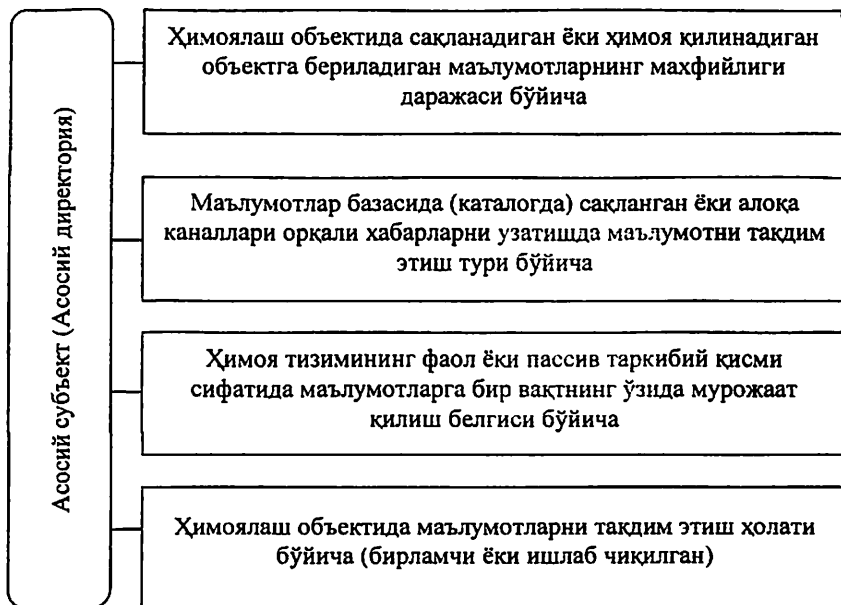 Асосий субъект (Асосий директория)
Ҳимоялаш объектида сақланадиган ёки ҳимоя қилинадиган
объектга бериладиган маълумотларнинг махфийлиги
даражаси бўйича
Маълумотлар базасида (каталогда) сақланган ёки алоқа
каналлари орқали хабарларни узатишда маълумотни тақдим
этиш тури бўйича
Ҳимоя тизимининг фаол ёки пассив таркибий қисми
сифатида маълумотларга бир вақтнинг ўзида мурожаат
қилиш белгиси бўйича
Ҳимоялаш объектида маълумотларни тақдим этиш ҳолати
бўйича (бирламчи ёки ишлаб чиқилган)